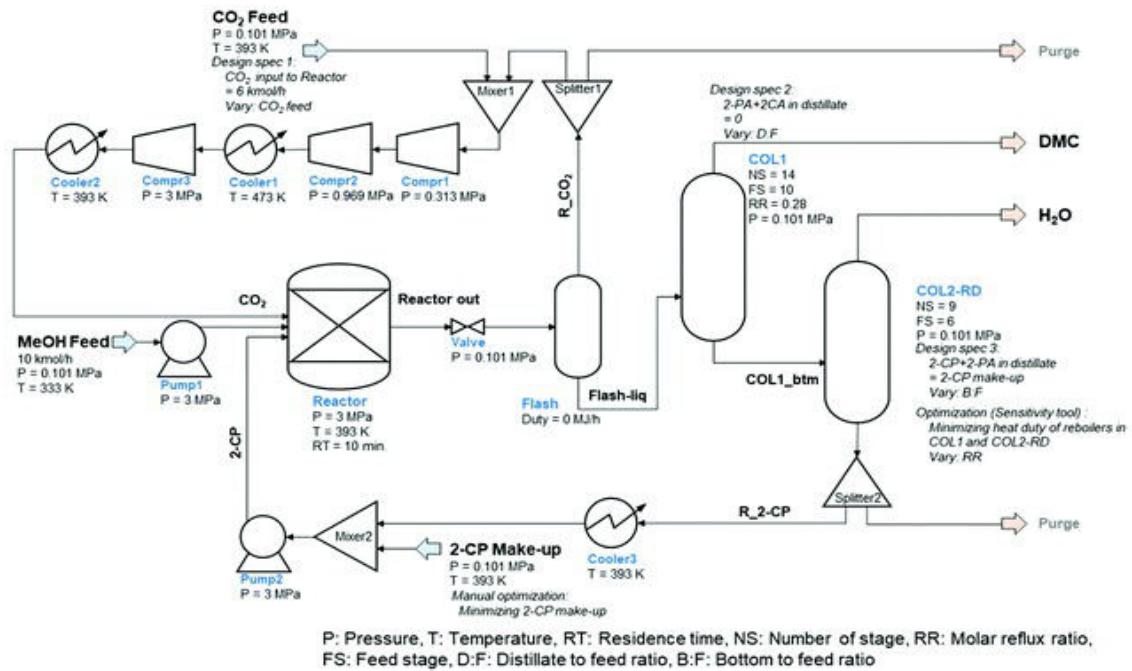 CO₂ Feed
P = 0.101 MPa
T = 393 K
Design spec 1:
CO₂ input to Reactor
= 6 kmol/h
Vary: CO₂ feed
Mixer1
Splitter1
Purge
Design spec 2:
2-PA+2CA in distillate
= 0
Vary: D:F
DMC
Cooler2
T = 393 K
Compr3
P = 3 MPa
Cooler1
T = 473 K
Compr2
P = 0.969 MPa
Compr1
P = 0.313 MPa
R_CO₂
COL1
NS = 14
FS = 10
RR = 0.28
P = 0.101 MPa
H₂O
CO₂
Reactor out
MeOH Feed
10 kmol/h
P = 0.101 MPa
T = 333 K
Pump1
P = 3 MPa
Valve
P = 0.101 MPa
Reactor
P = 3 MPa
T = 393 K
RT = 10 min.
Flash
Duty = 0 MJ/h
Flash-liq
COL1_btm
COL2-RD
NS = 9
FS = 6
P = 0.101 MPa
Design spec 3:
2-CP+2-PA in distillate
= 2-CP make-up
Vary: B:F
Optimization (Sensitivity tool) :
Minimizing heat duty of reboilers in
COL1 and COL2-RD
Vary: RR
2-CP
Splitter2
R_2-CP
Purge
Mixer2
Pump2
P = 3 MPa
2-CP Make-up
P = 0.101 MPa
T = 393 K
Manual optimization:
Minimizing 2-CP make-up
Cooler3
T = 393 K
P: Pressure, T: Temperature, RT: Residence time, NS: Number of stage, RR: Molar reflux ratio,
FS: Feed stage, D:F: Distillate to feed ratio, B:F: Bottom to feed ratio